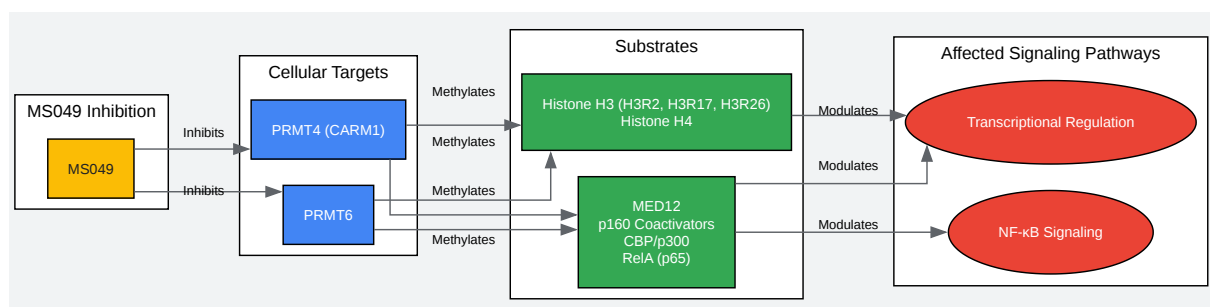 MS049 Inhibition
MS049
Inhibits
Inhibits
Cellular Targets
PRMT4 (CARM1)
PRMT6
Methylates
Methylates
Methylates
Methylates
Substrates
Histone H3 (H3R2, H3R17, H3R26)
Histone H4
MED12
p160 Coactivators
CBP/p300
RelA (p65)
Modulates
Modulates
Modulates
Affected Signaling Pathways
Transcriptional Regulation
NF-κB Signaling